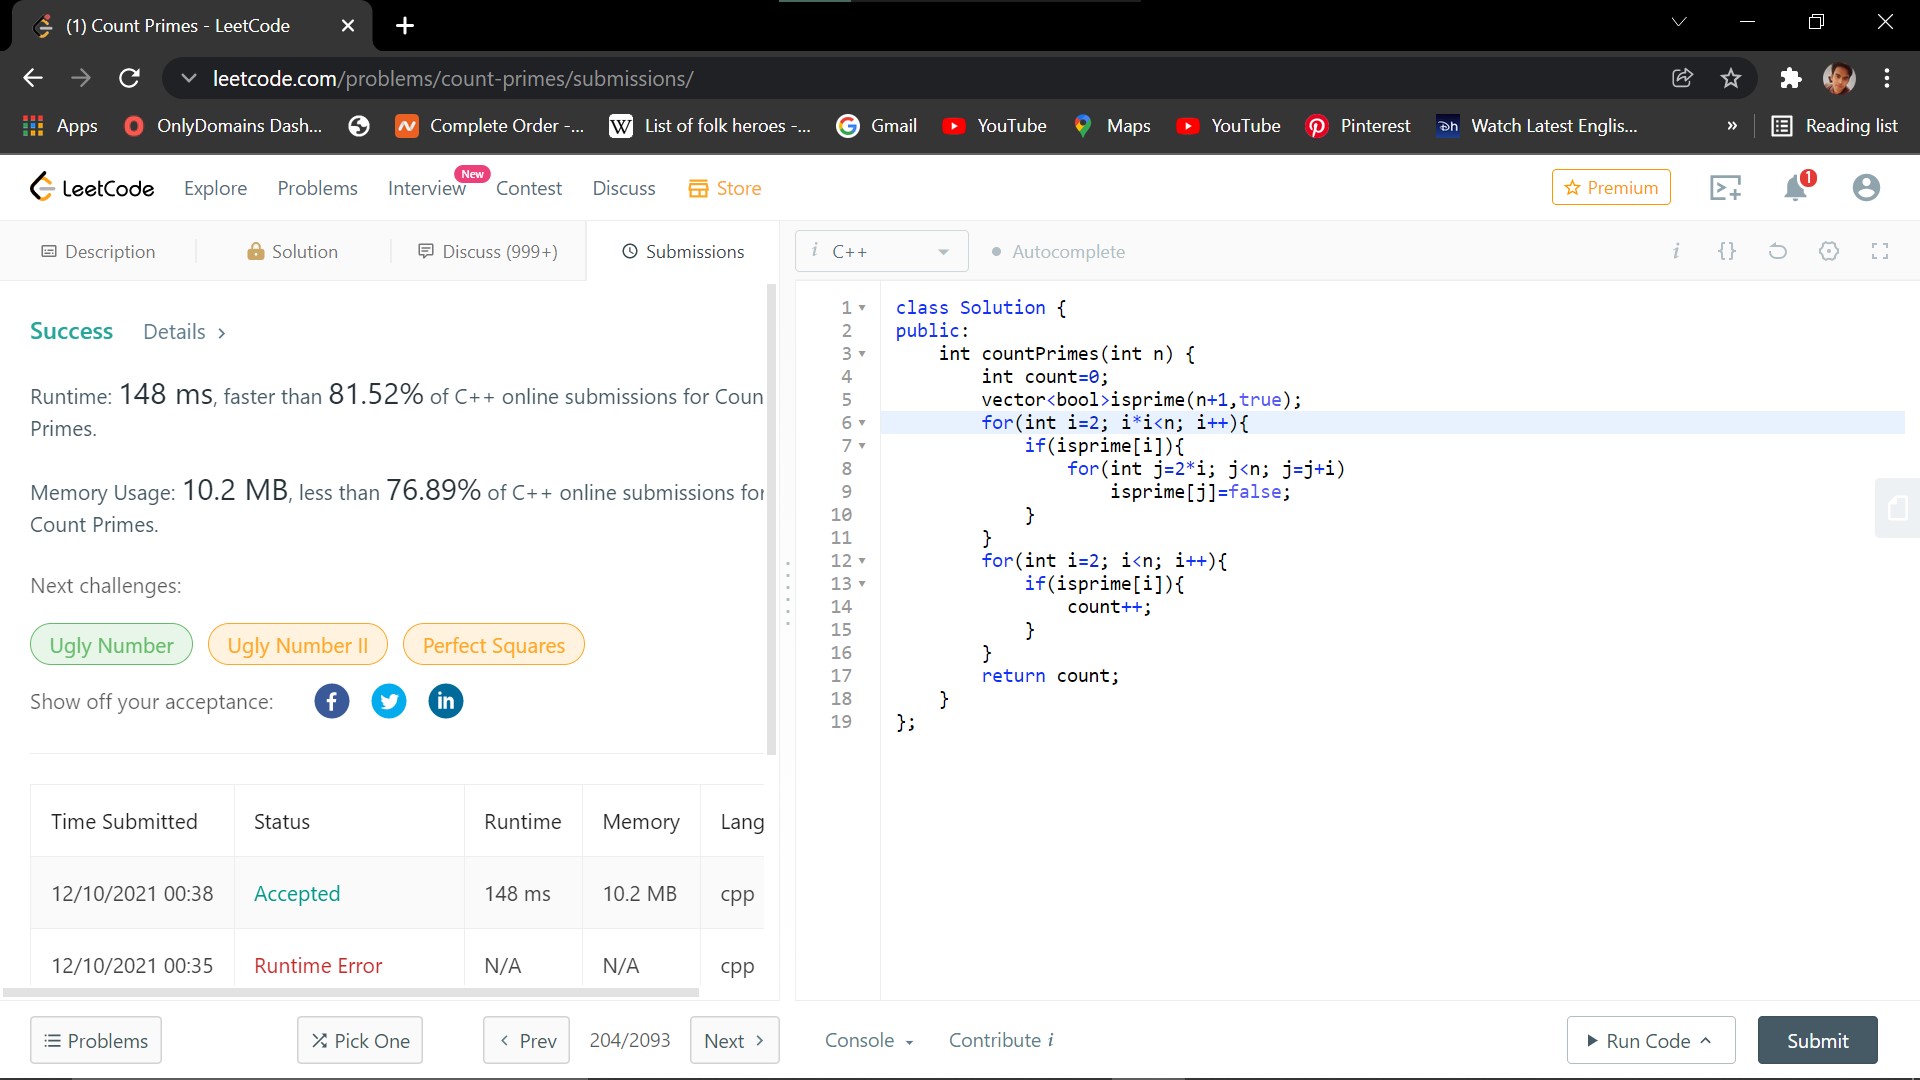 (1) Count Primes - LeetCode
leetcode.com/problems/count-primes/submissions/
Apps OnlyDomains Dash... Complete Order -... W List of folk heroes -... Gmail YouTube Maps YouTube Pinterest Dh Watch Latest Englis... » Reading list
LeetCode Explore Problems Interview New Contest Discuss Store Premium 1
Description Solution Discuss (999+) Submissions
i C++ Autocomplete i {}
Success Details >
Runtime: 148 ms, faster than 81.52% of C++ online submissions for Coun
Primes.
Memory Usage: 10.2 MB, less than 76.89% of C++ online submissions for
Count Primes.
Next challenges:
Ugly Number Ugly Number II Perfect Squares
Show off your acceptance: f in
Time Submitted Status Runtime Memory Lang
12/10/2021 00:38 Accepted 148 ms 10.2 MB cpp
12/10/2021 00:35 Runtime Error N/A N/A cpp
1 class Solution {
2 public:
3 int countPrimes(int n) {
4 int count=0;
5 vector<bool>isprime(n+1,true);
6 for(int i=2; i*i<n; i++){
7 if(isprime[i]){
8 for(int j=2*i; j<n; j=j+i)
9 isprime[j]=false;
10 }
11 }
12 for(int i=2; i<n; i++){
13 if(isprime[i]){
14 count++;
15 }
16 }
17 return count;
18 }
19 };
Problems Pick One < Prev 204/2093 Next > Console Contribute i Run Code Submit